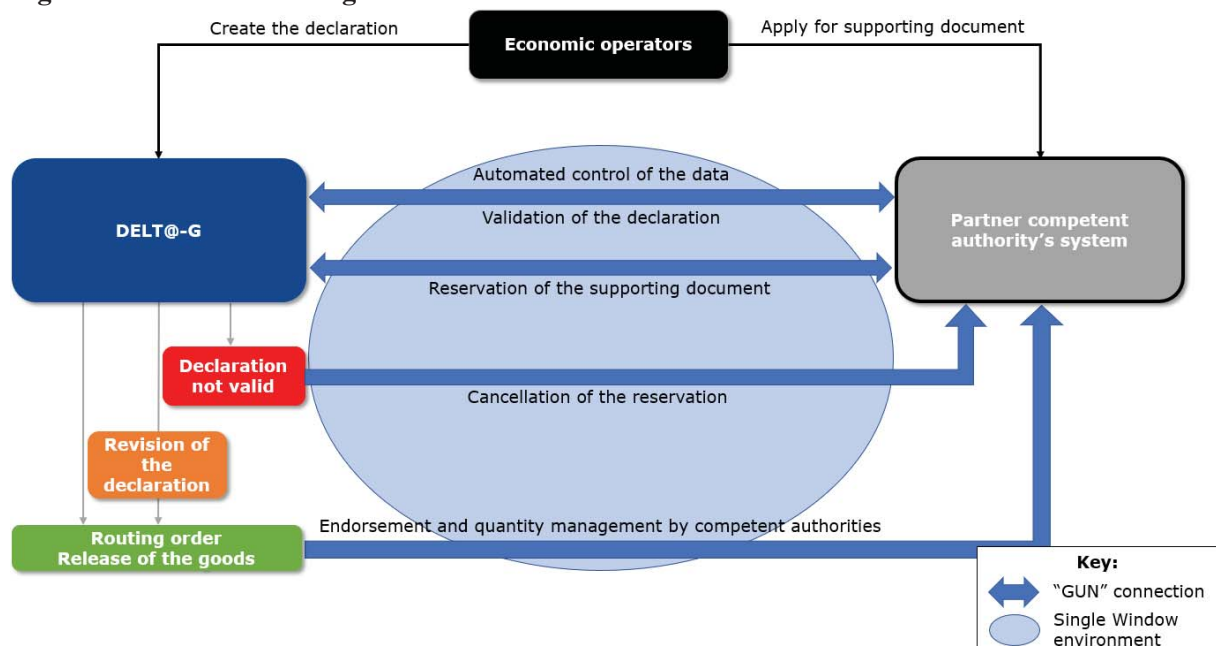 Create the declaration
Economic operators
Apply for supporting document
DELT@-G
Automated control of the data
Validation of the declaration
Partner competent
authority's system
Reservation of the supporting document
Declaration
not valid
Cancellation of the reservation
Revision of
the
declaration
Routing order
Release of the goods
Endorsement and quantity management by competent authorities
Key:
"GUN" connection
Single Window
environment